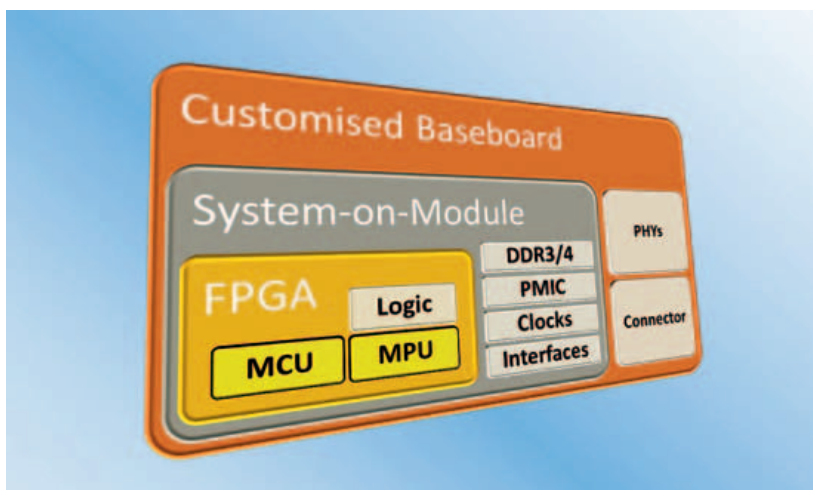 Customised Baseboard
System-on-Module
FPGA
Logic
MCU
MPU
DDR3/4
PMIC
Clocks
Interfaces
PHYs
Connector